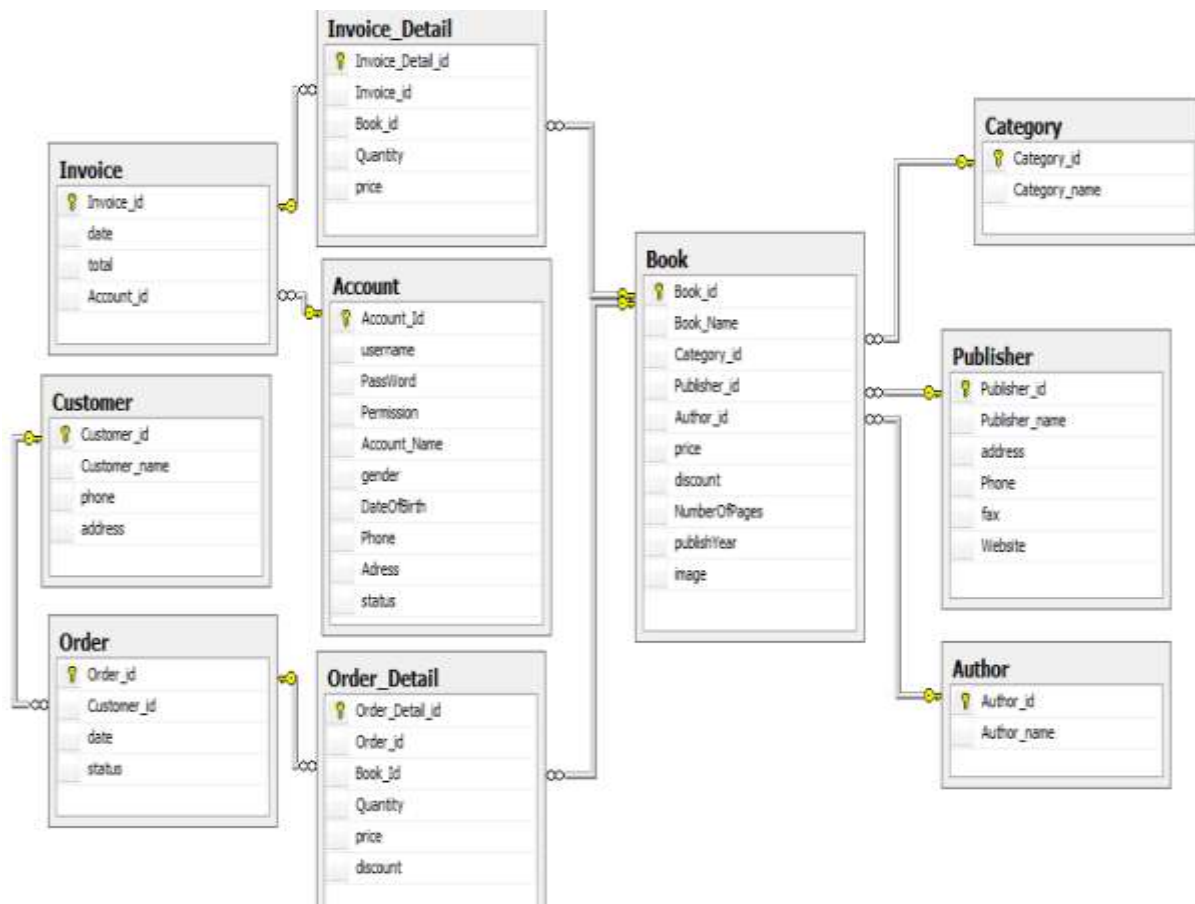 Invoice_Detail
Invoice_Detail_id
Invoice_id
Book_id
Quantity
price
Invoice
Invoice_id
date
total
Account_id
Account
Account_Id
username
PassWord
Permission
Account_Name
gender
DateOfBirth
Phone
Adress
status
Customer
Customer_id
Customer_name
phone
address
Order
Order_id
Customer_id
date
status
Order_Detail
Order_Detail_id
Order_id
Book_Id
Quantity
price
discount
Book
Book_id
Book_Name
Category_id
Publisher_id
Author_id
price
discount
NumberOfPages
publishYear
image
Category
Category_id
Category_name
Publisher
Publisher_id
Publisher_name
address
Phone
fax
Website
Author
Author_id
Author_name